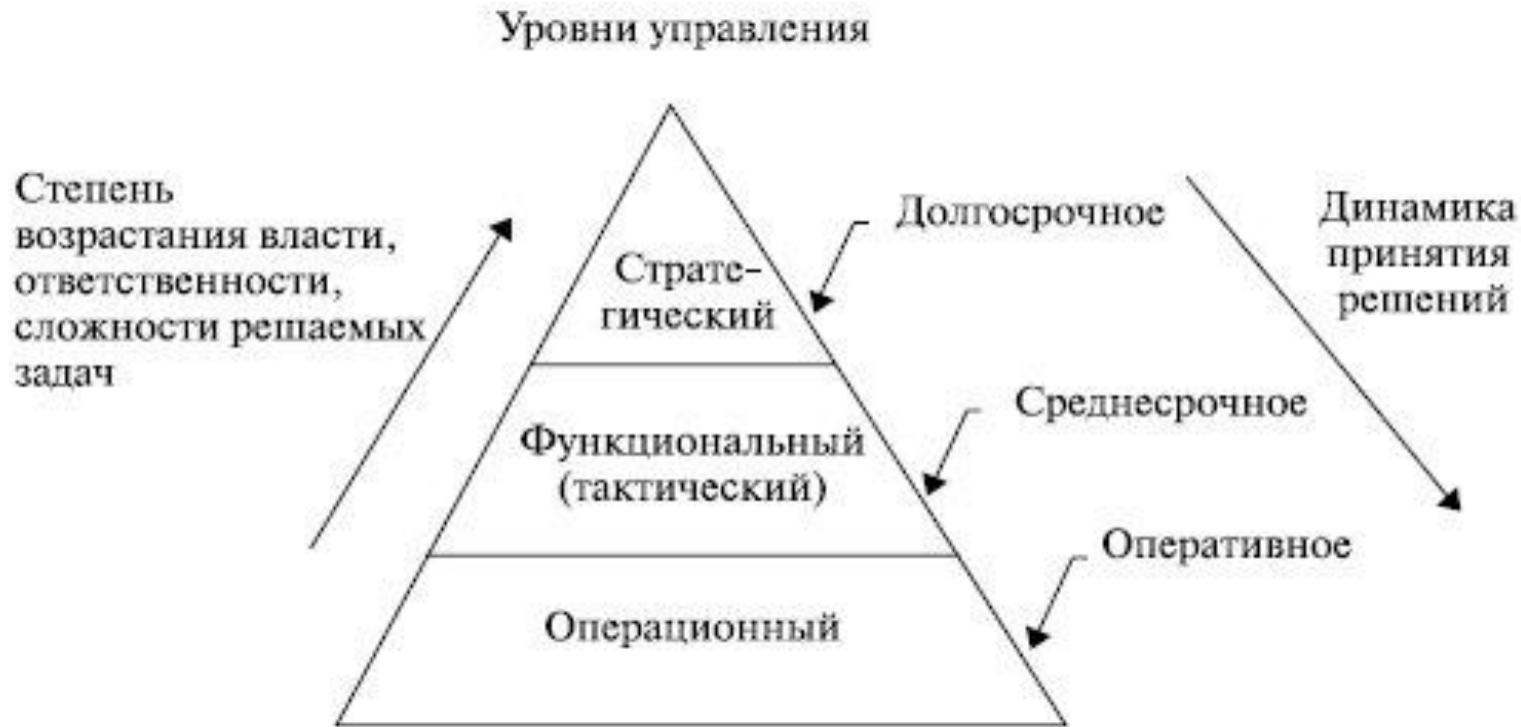 Уровни управления
Степень
возрастания власти,
ответственности,
сложности решаемых
задач
Страте-
гический
Функциональный
(тактический)
Операционный
Долгосрочное
Среднесрочное
Оперативное
Динамика
принятия
решений